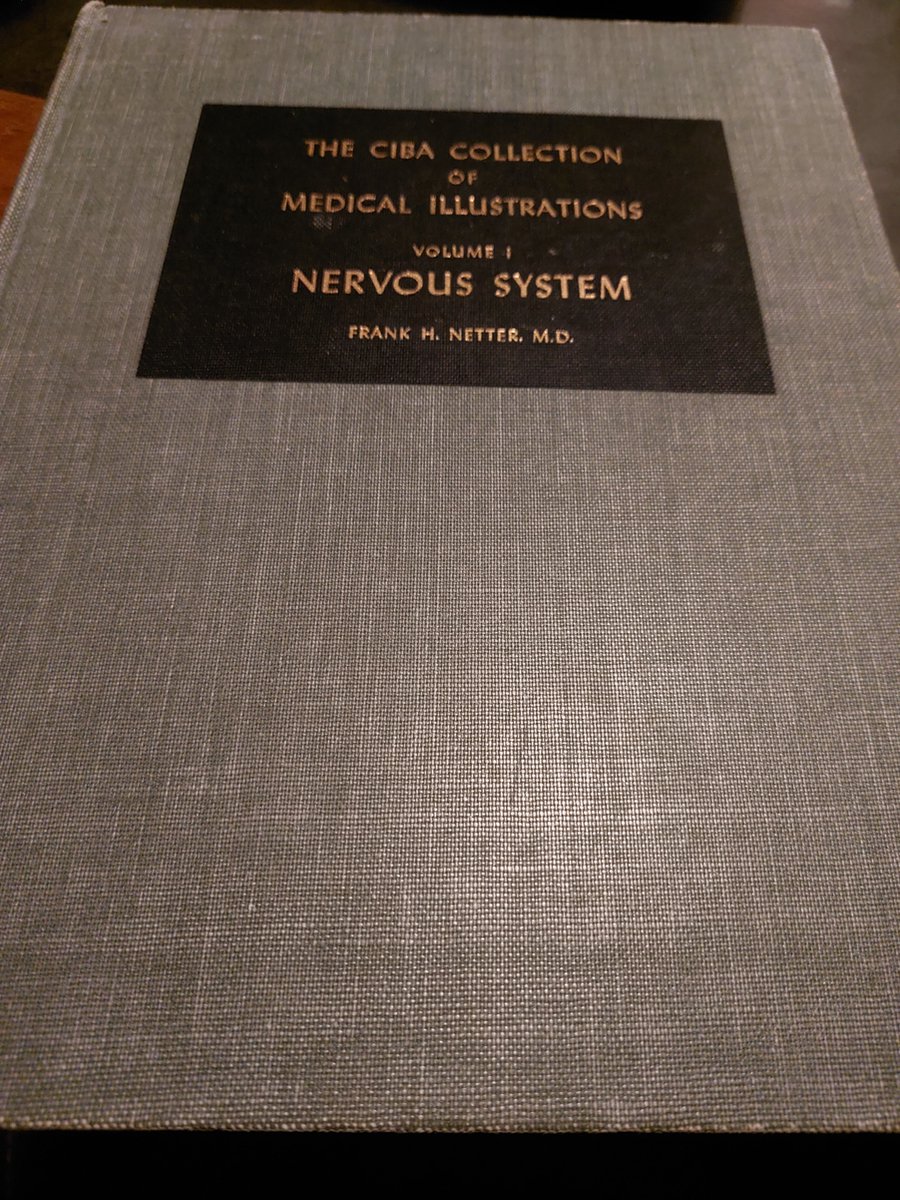 THE CIBA COLLECTION
OF
MEDICAL ILLUSTRATIONS
VOLUME I
NERVOUS SYSTEM
FRANK H. NETTER, M.D.